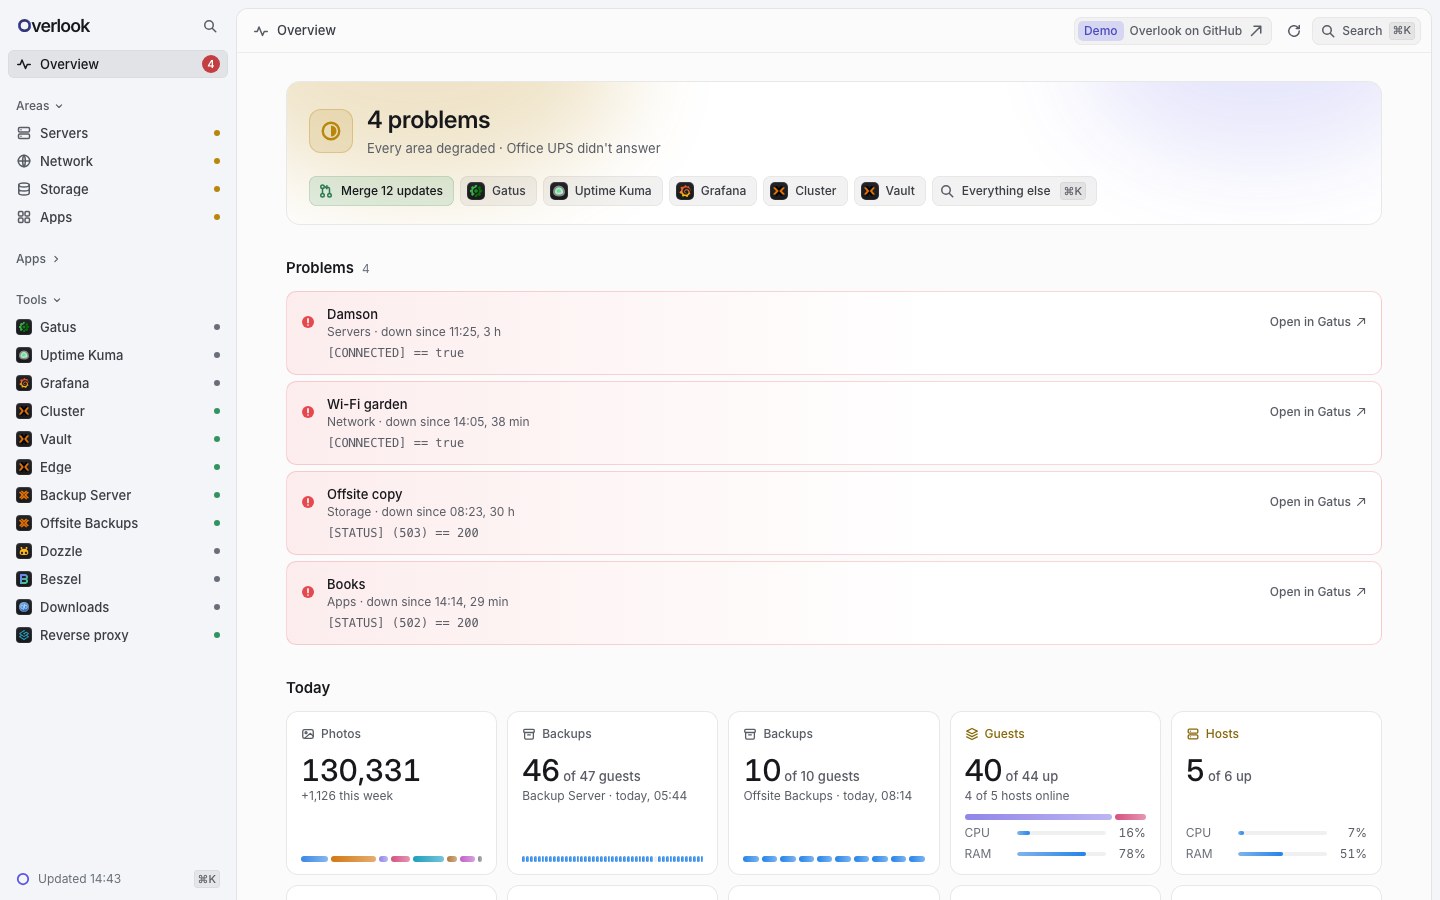 Overlook
Overview 4
Areas
Servers
Network
Storage
Apps
Apps
Tools
Gatus
Uptime Kuma
Grafana
Cluster
Vault
Edge
Backup Server
Offsite Backups
Dozzle
Beszel
Downloads
Reverse proxy
Updated 14:43 ⌘K
Overview
Demo Overlook on GitHub
Search ⌘K
4 problems
Every area degraded · Office UPS didn't answer
Merge 12 updates Gatus Uptime Kuma Grafana Cluster Vault Everything else ⌘K
Problems 4
Damson
Servers · down since 11:25, 3 h
[CONNECTED] == true
Open in Gatus
Wi-Fi garden
Network · down since 14:05, 38 min
[CONNECTED] == true
Open in Gatus
Offsite copy
Storage · down since 08:23, 30 h
[STATUS] (503) == 200
Open in Gatus
Books
Apps · down since 14:14, 29 min
[STATUS] (502) == 200
Open in Gatus
Today
Photos
130,331
+1,126 this week
Backups
46 of 47 guests
Backup Server · today, 05:44
Backups
10 of 10 guests
Offsite Backups · today, 08:14
Guests
40 of 44 up
4 of 5 hosts online
CPU 16%
RAM 78%
Hosts
5 of 6 up
CPU 7%
RAM 51%